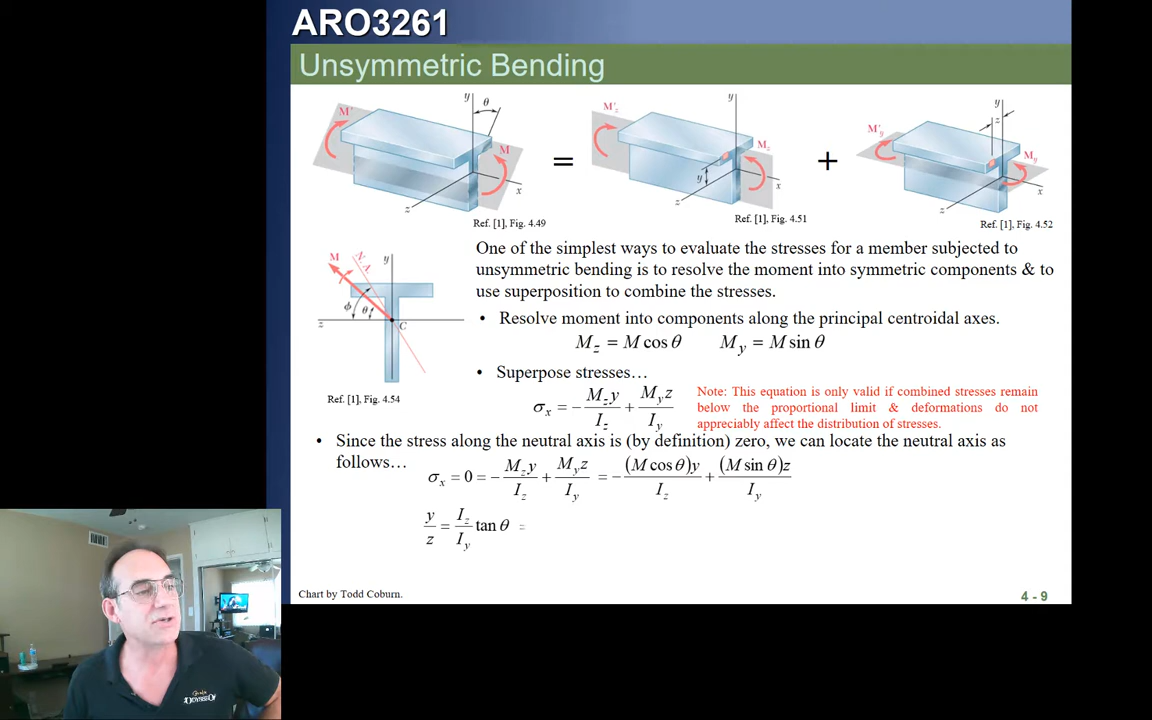 ARO3261
Unsymmetric Bending
M' y θ M x z
Ref. [1], Fig. 4.49
=
M'z y Mz y x z
Ref. [1], Fig. 4.51
+
M'y y z My x z
Ref. [1], Fig. 4.52
M N.A. y ϕ θ z C
Ref. [1], Fig. 4.54
One of the simplest ways to evaluate the stresses for a member subjected to
unsymmetric bending is to resolve the moment into symmetric components & to
use superposition to combine the stresses.
• Resolve moment into components along the principal centroidal axes.
M_z = M cos θ M_y = M sin θ
• Superpose stresses…
σ_x = − M_z y / I_z + M_y z / I_y
Note: This equation is only valid if combined stresses remain
below the proportional limit & deformations do not
appreciably affect the distribution of stresses.
• Since the stress along the neutral axis is (by definition) zero, we can locate the neutral axis as
follows…
σ_x = 0 = − M_z y / I_z + M_y z / I_y = − (M cos θ) y / I_z + (M sin θ) z / I_y
y / z = I_z / I_y tan θ =
Chart by Todd Coburn.
4 - 9